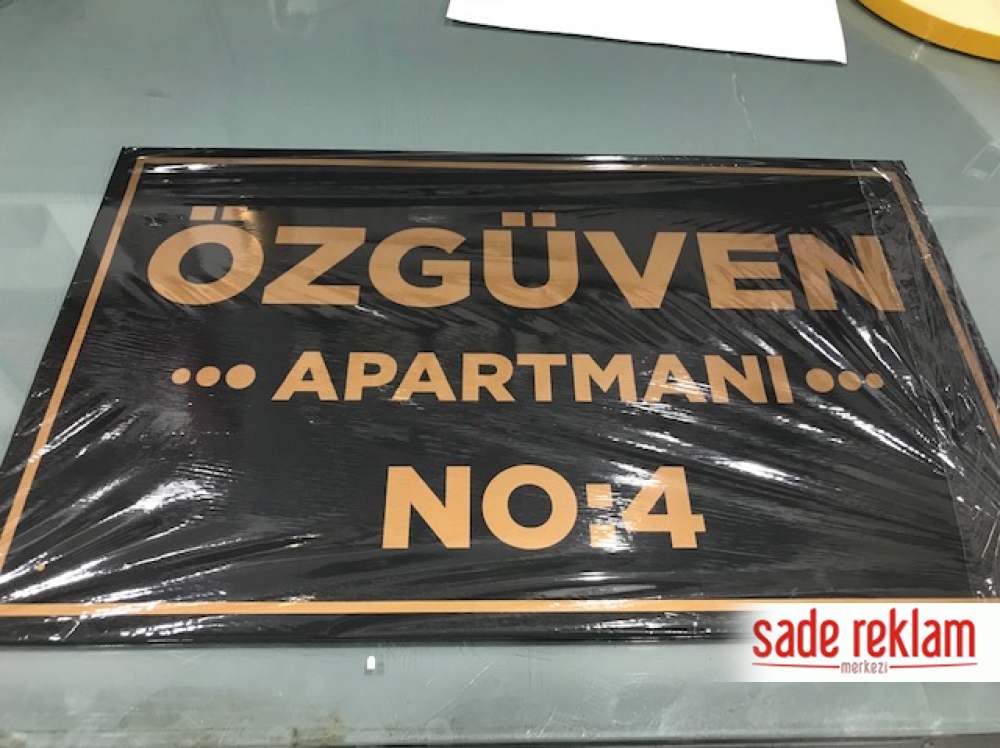 ÖZGÜVEN
••• APARTMANI •••
NO:4
sade reklam
merkezi